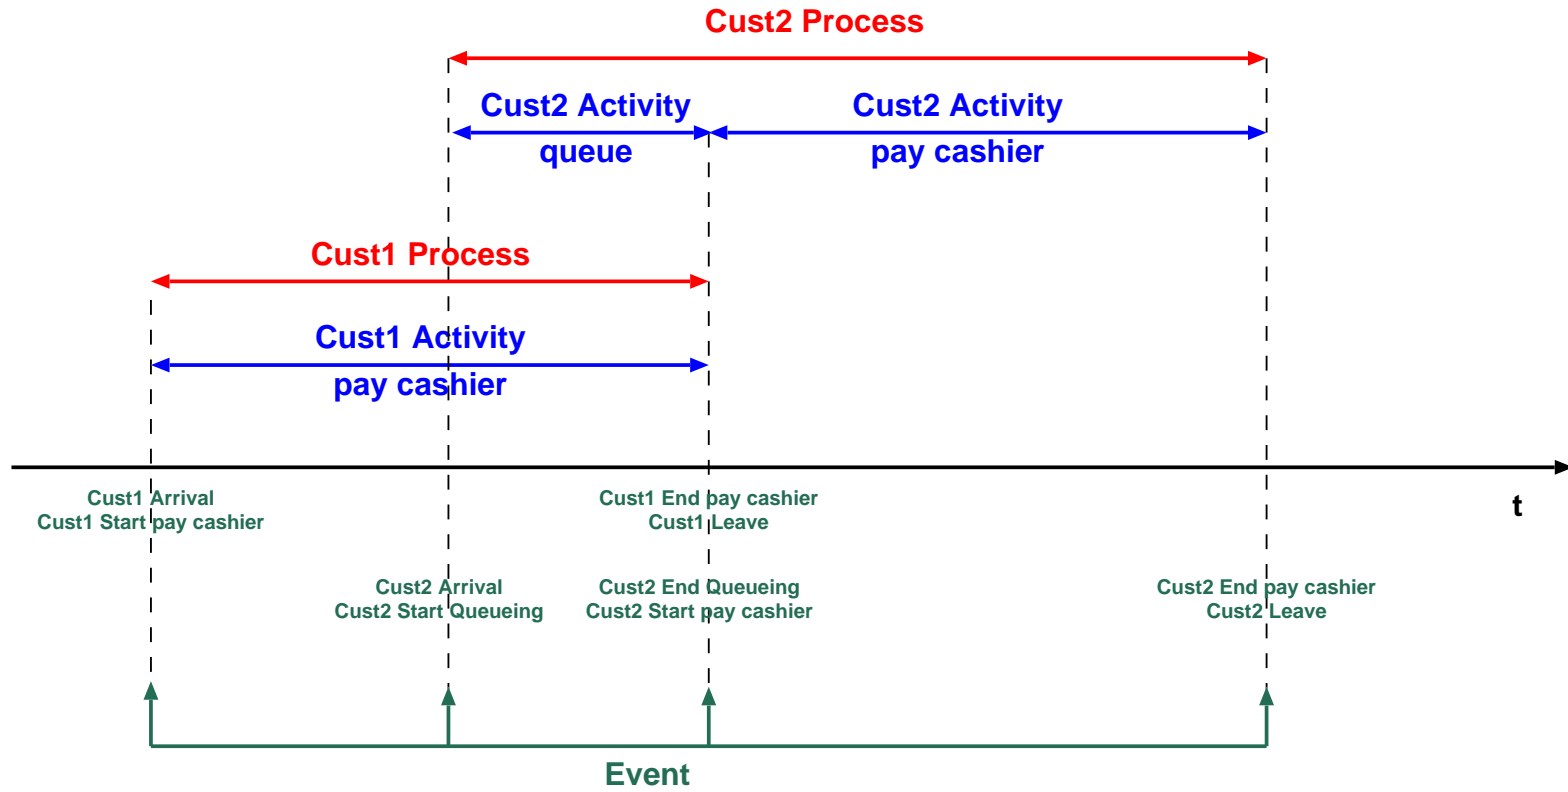 Cust2 Process
Cust2 Activity
queue
Cust2 Activity
pay cashier
Cust1 Process
Cust1 Activity
pay cashier
Cust1 Arrival
Cust1 Start pay cashier
Cust1 End pay cashier
Cust1 Leave
t
Cust2 Arrival
Cust2 Start Queueing
Cust2 End Queueing
Cust2 Start pay cashier
Cust2 End pay cashier
Cust2 Leave
Event